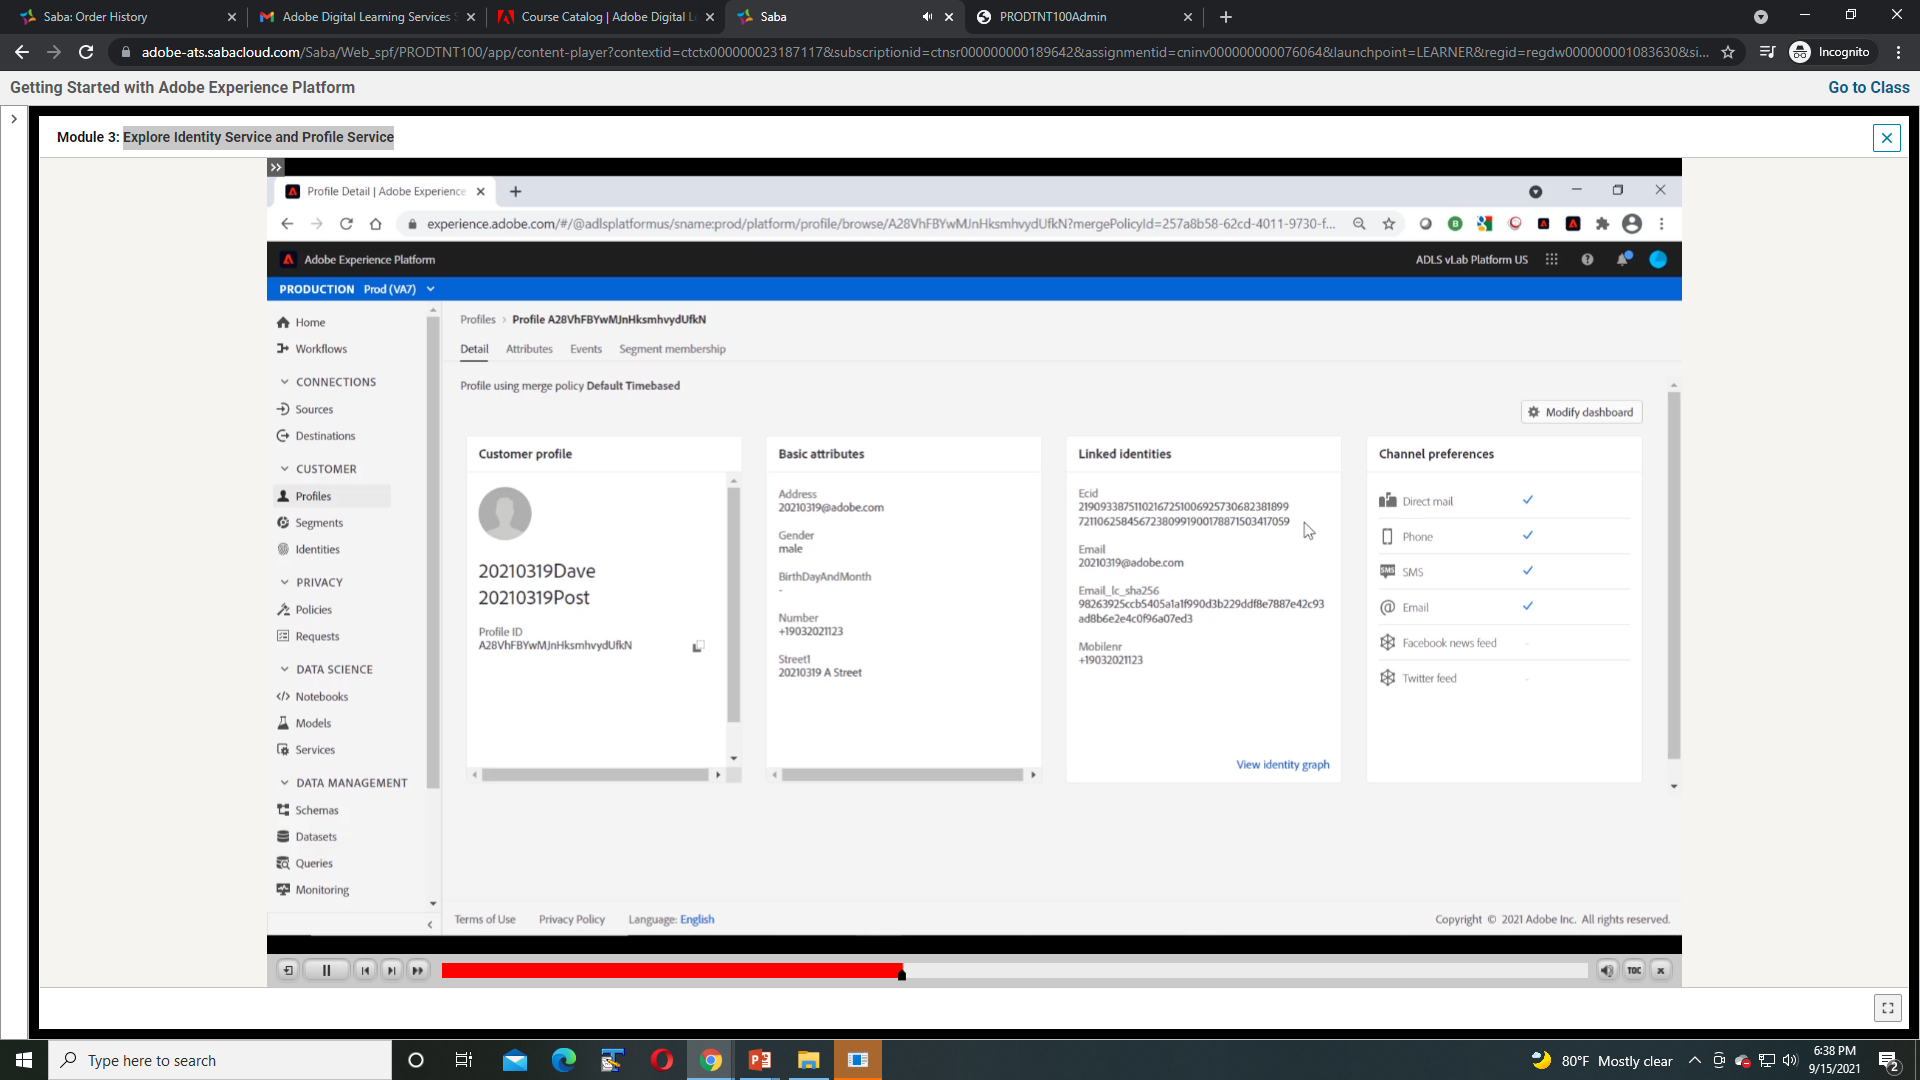 Saba: Order History
Adobe Digital Learning Services S
Course Catalog | Adobe Digital L
Saba
PRODTNT100Admin
adobe-ats.sabacloud.com/Saba/Web_spf/PRODTNT100/app/content-player?contextid=ctctx000000023187117&subscriptionid=ctnsr000000000189642&assignmentid=cninv000000000076064&launchpoint=LEARNER&regid=regdw000000001083630&si...
Incognito
Getting Started with Adobe Experience Platform
Go to Class
Module 3: Explore Identity Service and Profile Service
Profile Detail | Adobe Experience
experience.adobe.com/#/@adlsplatformus/sname:prod/platform/profile/browse/A28VhFBYwMJnHksmhvydUfkN?mergePolicyId=257a8b58-62cd-4011-9730-f...
Adobe Experience Platform
ADLS vLab Platform US
PRODUCTION Prod (VA7)
Home
Workflows
CONNECTIONS
Sources
Destinations
CUSTOMER
Profiles
Segments
Identities
PRIVACY
Policies
Requests
DATA SCIENCE
Notebooks
Models
Services
DATA MANAGEMENT
Schemas
Datasets
Queries
Monitoring
Profiles > Profile A28VhFBYwMJnHksmhvydUfkN
Detail Attributes Events Segment membership
Profile using merge policy Default Timebased
Modify dashboard
Customer profile
20210319Dave
20210319Post
Profile ID
A28VhFBYwMJnHksmhvydUfkN
Basic attributes
Address
20210319@adobe.com
Gender
male
BirthDayAndMonth
-
Number
+19032021123
Street1
20210319 A Street
Linked identities
Ecid
21909338751102167251006925730682381899
72110625845672380991900178871503417059
Email
20210319@adobe.com
Email_lc_sha256
98263925ccb5405a1a1f990d3b229ddf8e7887e42c93
ad8b6e2e4c0f96a07ed3
Mobilenr
+19032021123
View identity graph
Channel preferences
Direct mail
Phone
SMS
Email
Facebook news feed -
Twitter feed -
Terms of Use Privacy Policy Language: English
Copyright © 2021 Adobe Inc. All rights reserved.
TOC
Type here to search
80°F Mostly clear
6:38 PM
9/15/2021
2